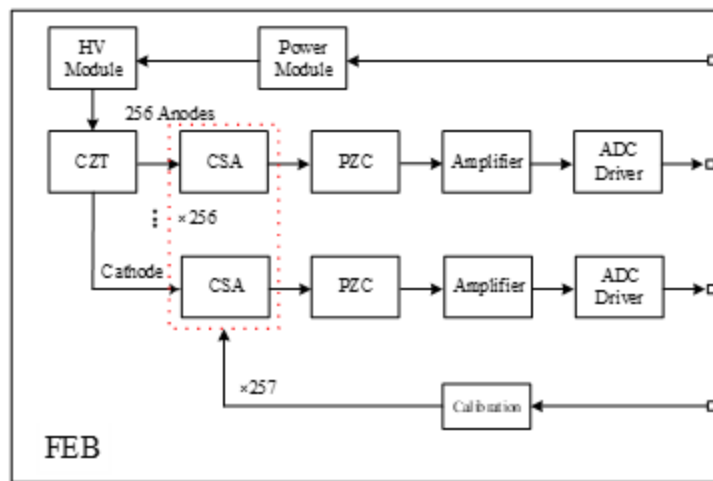 HV
Module
Power
Module
256 Anodes
CZT
CSA
PZC
Amplifier
ADC
Driver
×256
Cathode
CSA
PZC
Amplifier
ADC
Driver
×257
Calibration
FEB